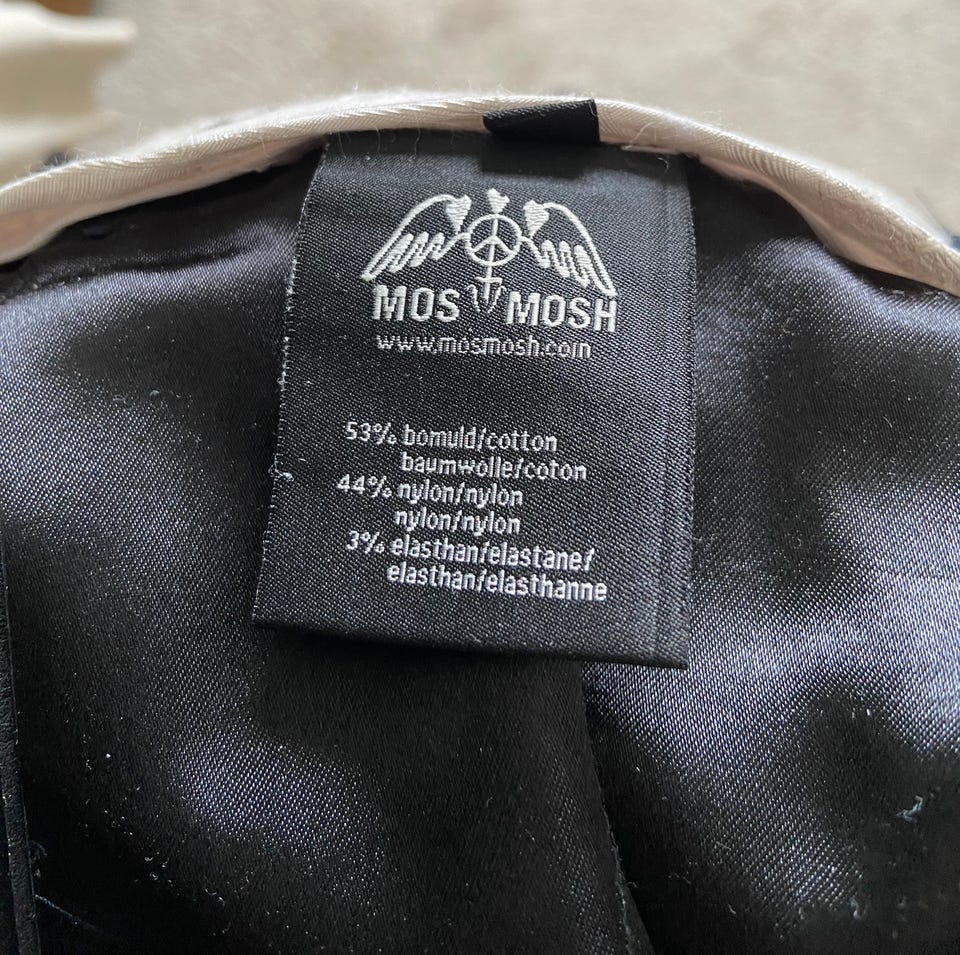 MOS MOSH
www.mosmosh.com
53% bomuld/cotton
baumwolle/coton
44% nylon/nylon
nylon/nylon
3% elasthan/elastane/
elasthan/elasthanne